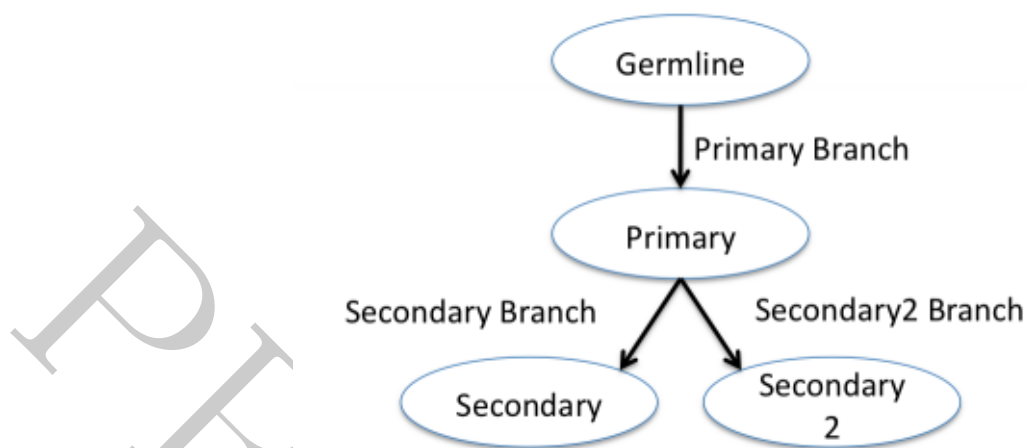 Germline
Primary Branch
Primary
Secondary Branch
Secondary2 Branch
Secondary
Secondary
2
P